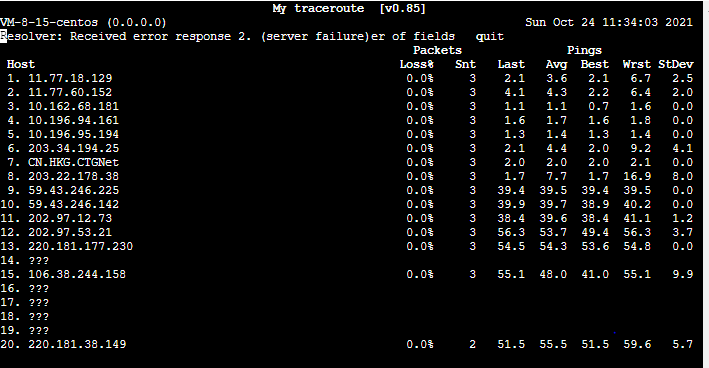 My traceroute [v0.85]
VM-8-15-centos (0.0.0.0) Sun Oct 24 11:34:03 2021
Resolver: Received error response 2. (server failure)er of fields quit
Packets Pings
Host Loss% Snt Last Avg Best Wrst StDev
1. 11.77.18.129 0.0% 3 2.1 3.6 2.1 6.7 2.5
2. 11.77.60.152 0.0% 3 4.1 4.3 2.2 6.4 2.0
3. 10.162.68.181 0.0% 3 1.1 1.1 0.7 1.6 0.0
4. 10.196.94.161 0.0% 3 1.6 1.7 1.6 1.8 0.0
5. 10.196.95.194 0.0% 3 1.3 1.4 1.3 1.4 0.0
6. 203.34.194.25 0.0% 3 2.1 4.4 2.0 9.2 4.1
7. CN.HKG.CTGNet 0.0% 3 2.0 2.0 2.0 2.1 0.0
8. 203.22.178.38 0.0% 3 1.7 7.7 1.7 16.9 8.0
9. 59.43.246.225 0.0% 3 39.4 39.5 39.4 39.5 0.0
10. 59.43.246.142 0.0% 3 39.9 39.7 38.9 40.2 0.0
11. 202.97.12.73 0.0% 3 38.4 39.6 38.4 41.1 1.2
12. 202.97.53.21 0.0% 3 56.3 53.7 49.4 56.3 3.7
13. 220.181.177.230 0.0% 3 54.5 54.3 53.6 54.8 0.0
14. ???
15. 106.38.244.158 0.0% 3 55.1 48.0 41.0 55.1 9.9
16. ???
17. ???
18. ???
19. ???
20. 220.181.38.149 0.0% 2 51.5 55.5 51.5 59.6 5.7